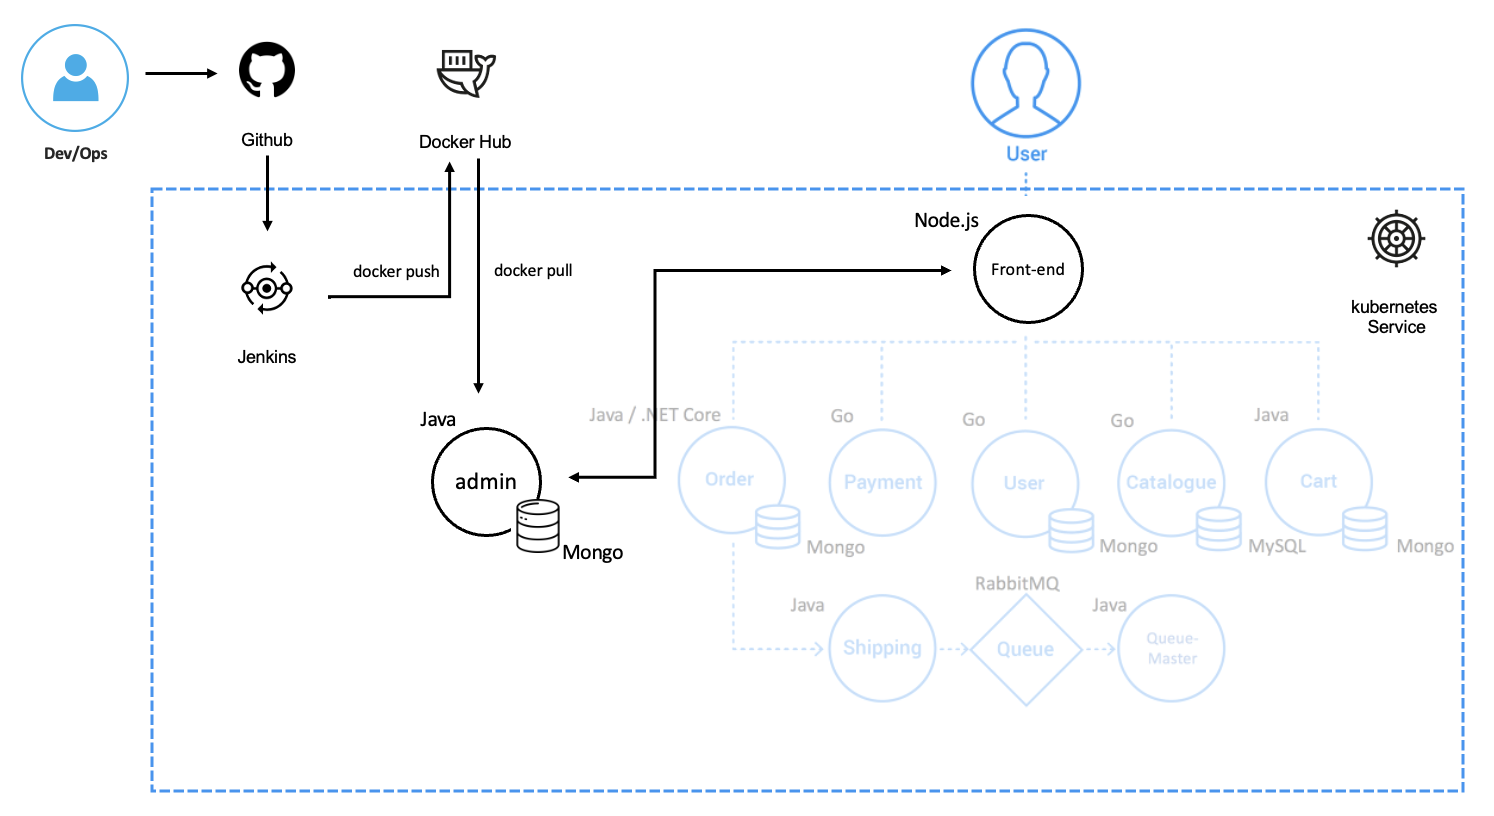 Dev/Ops
Github
Docker Hub
User
Node.js
Front-end
kubernetes
Service
docker push
docker pull
Jenkins
Java
admin
Mongo
Java / .NET Core
Order
Mongo
Go
Payment
Go
User
Mongo
Go
Catalogue
MySQL
Java
Cart
Mongo
Java
Shipping
RabbitMQ
Queue
Java
Queue-
Master